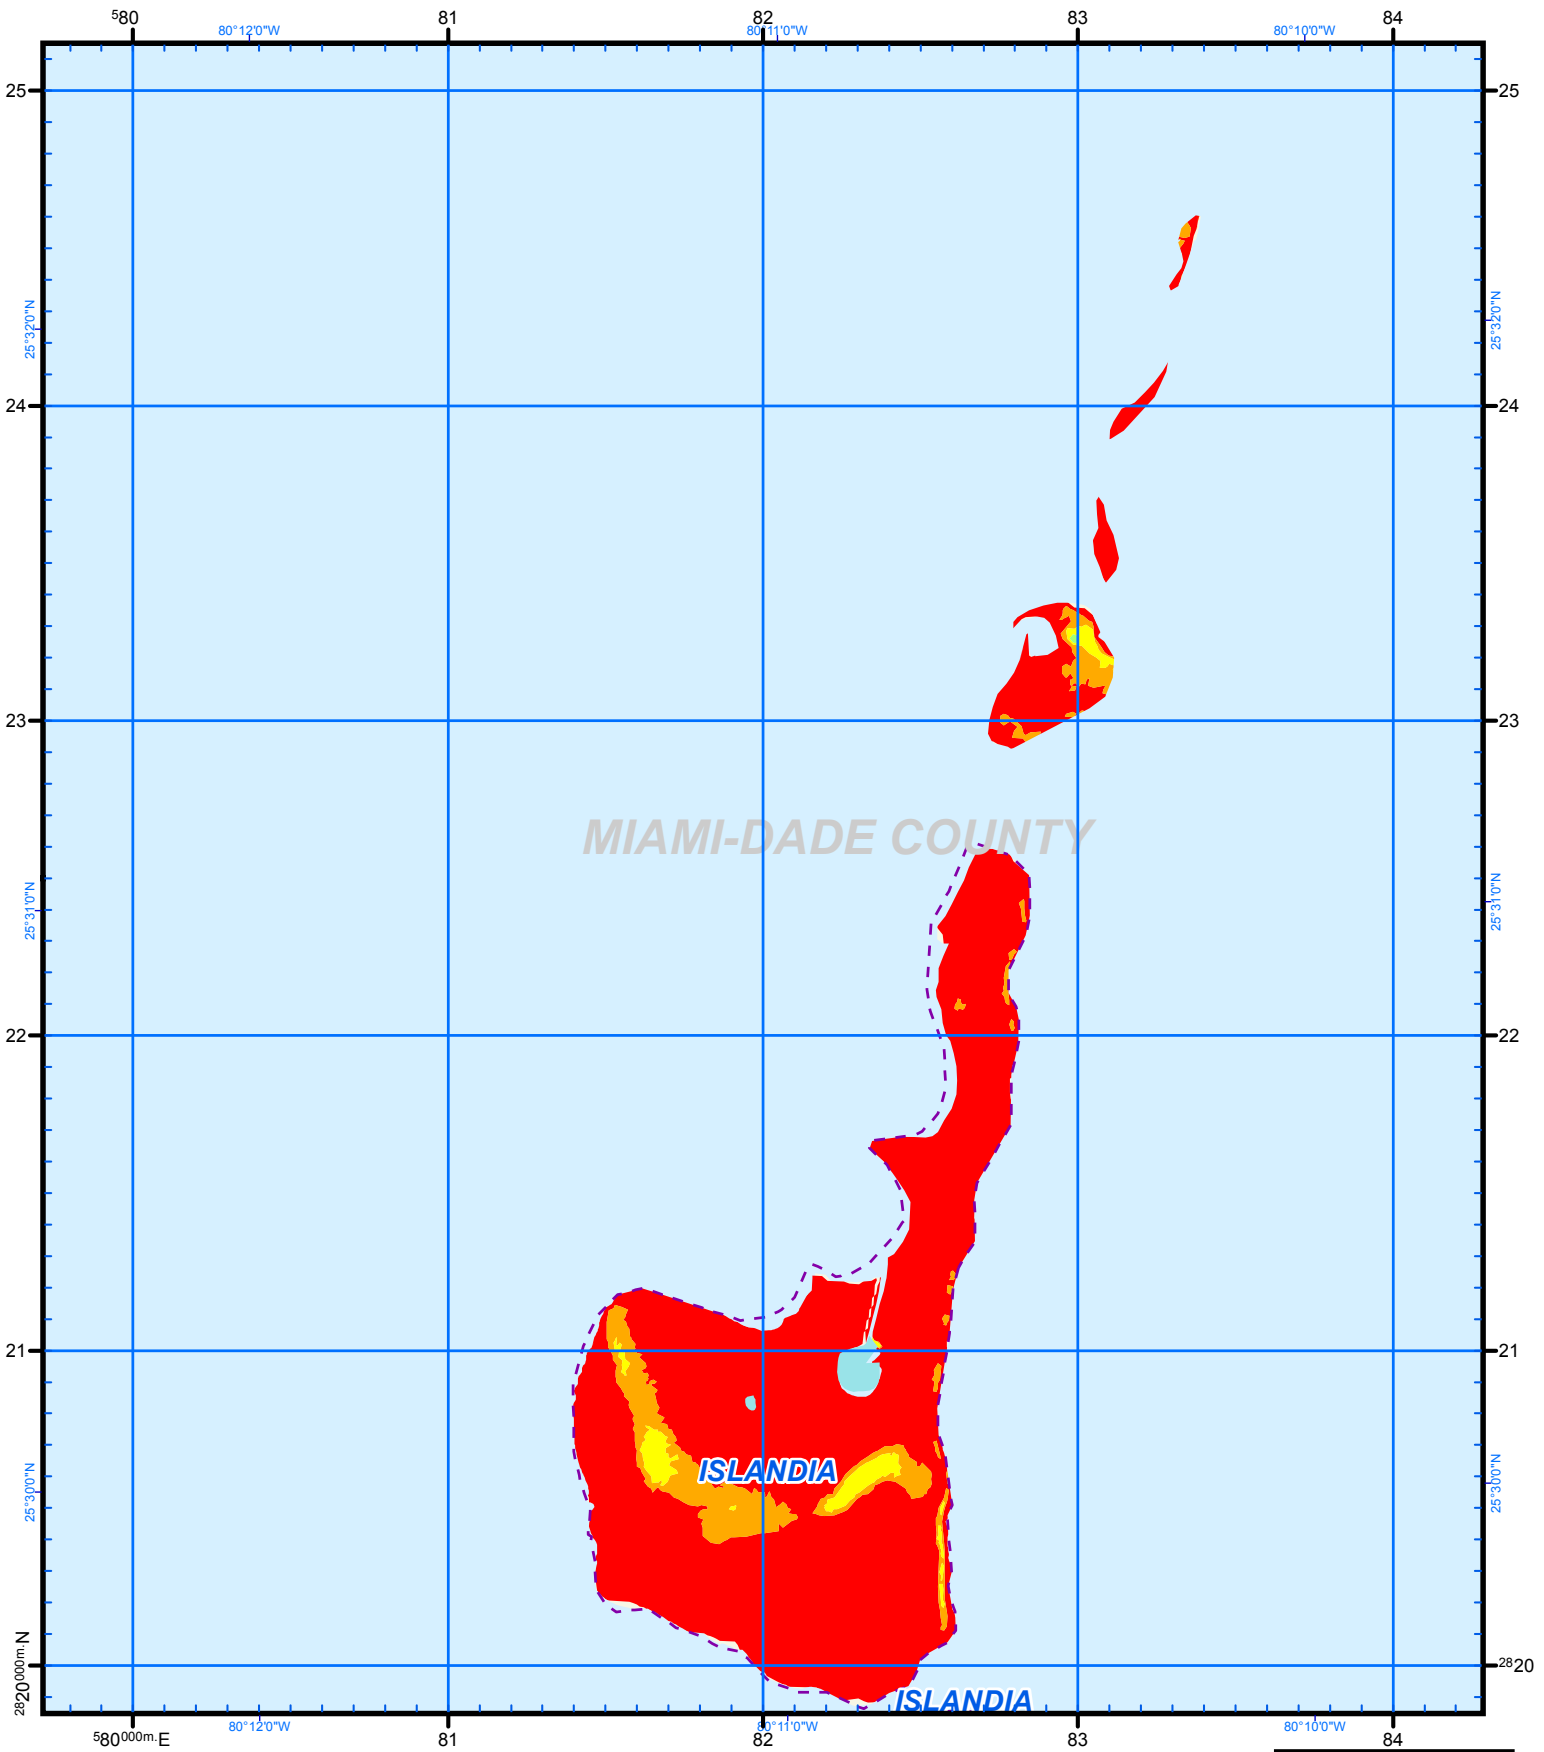 ⁵80 81 82 83 84
80°12'0"W 80°11'0"W 80°10'0"W
25 25
25°32'0"N 25°32'0"N
24 24
23 23
MIAMI-DADE COUNTY
25°31'0"N 25°31'0"N
22 22
21 21
ISLANDIA
25°30'0"N 25°30'0"N
²⁸20⁰⁰⁰ᵐ·N ²⁸20
ISLANDIA
80°12'0"W 80°11'0"W 80°10'0"W
⁵80⁰⁰⁰ᵐ·E 81 82 83 84